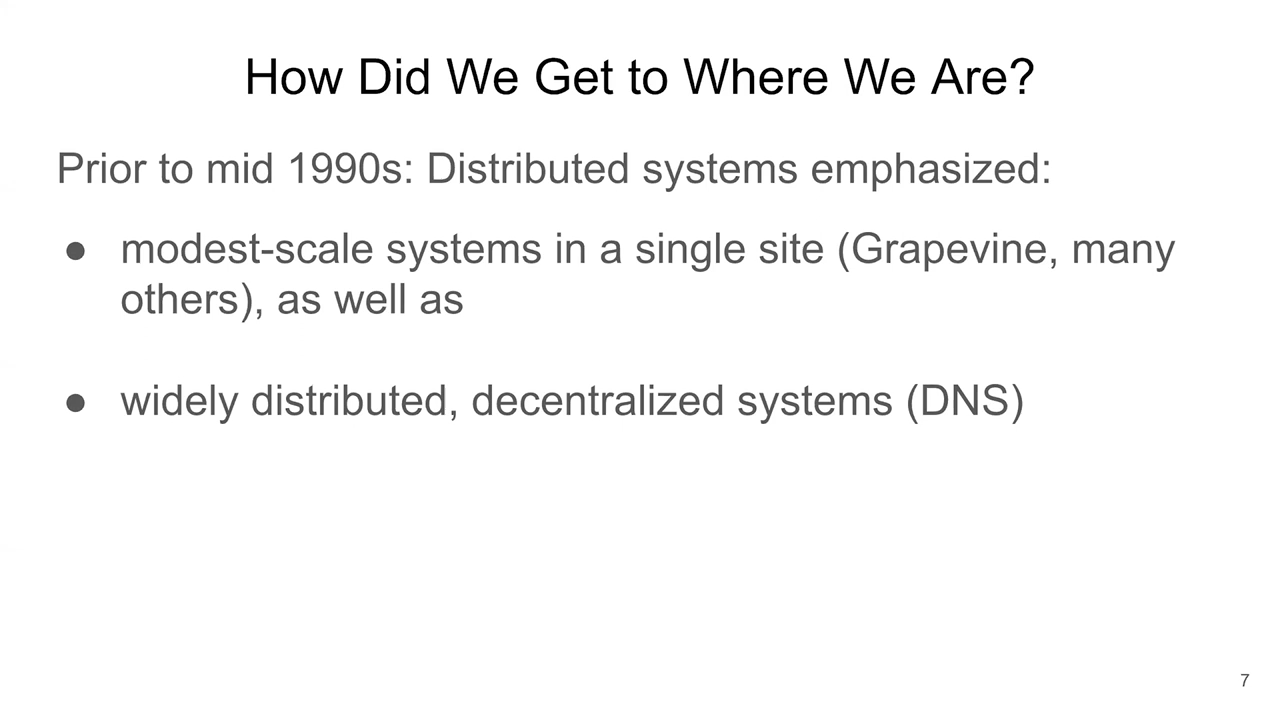 How Did We Get to Where We Are?
Prior to mid 1990s: Distributed systems emphasized:
● modest-scale systems in a single site (Grapevine, many
others), as well as
● widely distributed, decentralized systems (DNS)
7